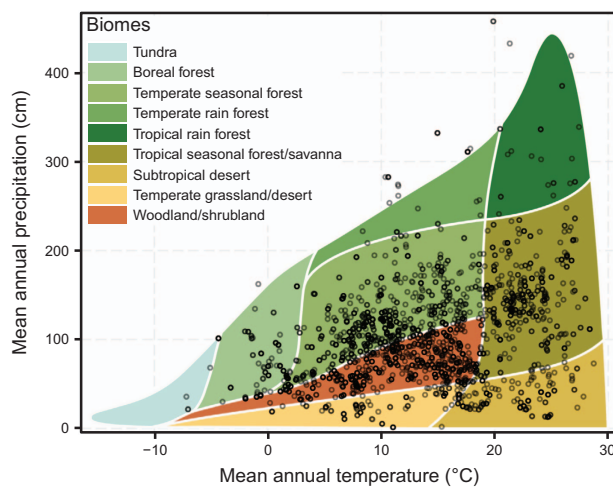 Biomes
Tundra
Boreal forest
Temperate seasonal forest
Temperate rain forest
Tropical rain forest
Tropical seasonal forest/savanna
Subtropical desert
Temperate grassland/desert
Woodland/shrubland
Mean annual precipitation (cm)
400
300
200
100
0
−10 0 10 20 30
Mean annual temperature (°C)